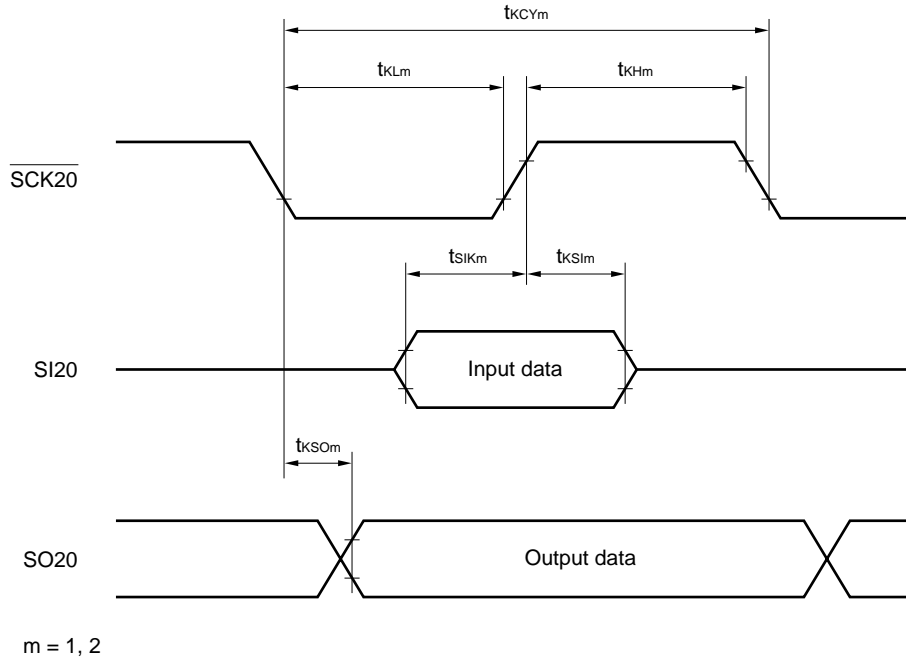 tKCYm
tKLm
tKHm
SCK20
tSIKm
tKSIm
SI20
Input data
tKSOm
SO20
Output data
m = 1, 2